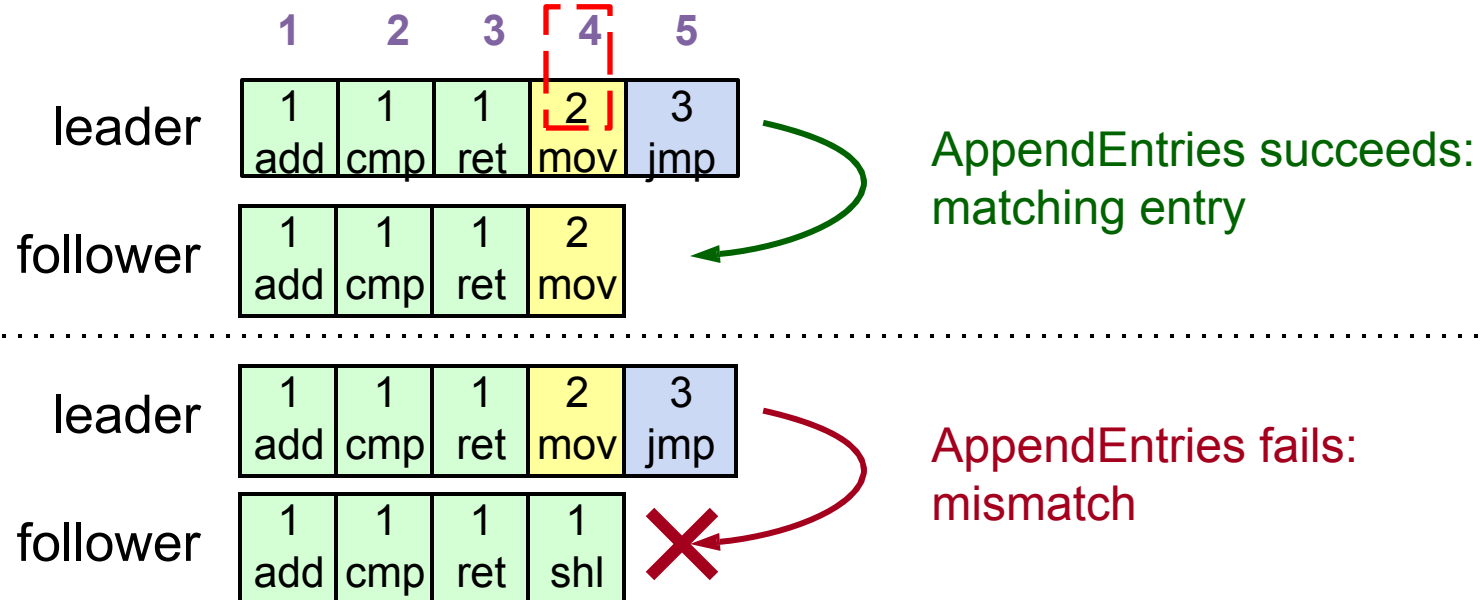 1 2 3 4 5
leader
1 1 1 2 3
add cmp ret mov jmp
AppendEntries succeeds:
matching entry
follower
1 1 1 2
add cmp ret mov
leader
1 1 1 2 3
add cmp ret mov jmp
AppendEntries fails:
mismatch
follower
1 1 1 1
add cmp ret shl